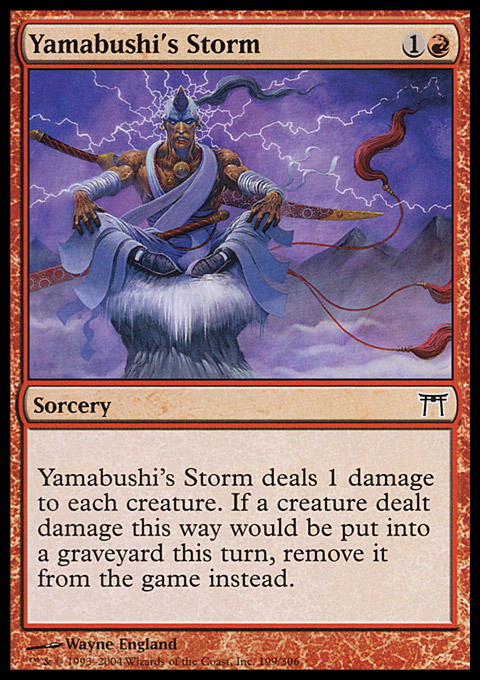 Yamabushi's Storm 1
Sorcery
Yamabushi's Storm deals 1 damage
to each creature. If a creature dealt
damage this way would be put into
a graveyard this turn, remove it
from the game instead.
Wayne England
™ & © 1993–2004 Wizards of the Coast, Inc. 199/306